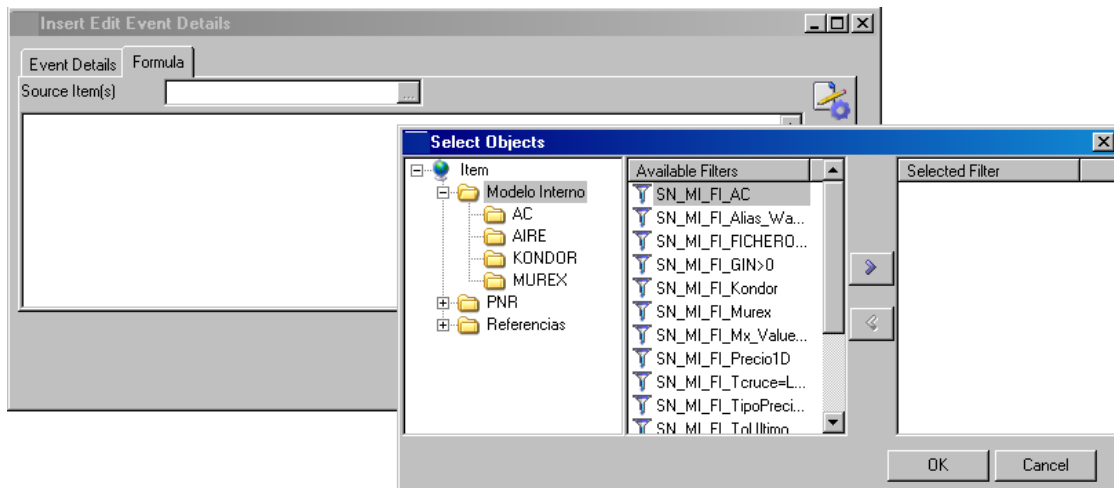 Insert Edit Event Details
Event Details
Formula
Source Item(s)
...
Select Objects
Item
Modelo Interno
AC
AIRE
KONDOR
MUREX
PNR
Referencias
Available Filters
SN_MI_FI_AC
SN_MI_FI_Alias_Wa...
SN_MI_FI_FICHERO...
SN_MI_FI_GIN>0
SN_MI_FI_Kondor
SN_MI_FI_Murex
SN_MI_FI_Mx_Value...
SN_MI_FI_Precio1D
SN_MI_FI_Tcruce=L...
SN_MI_FI_TipoPreci...
SN_MI_FI_ToUltimo
Selected Filter
OK
Cancel